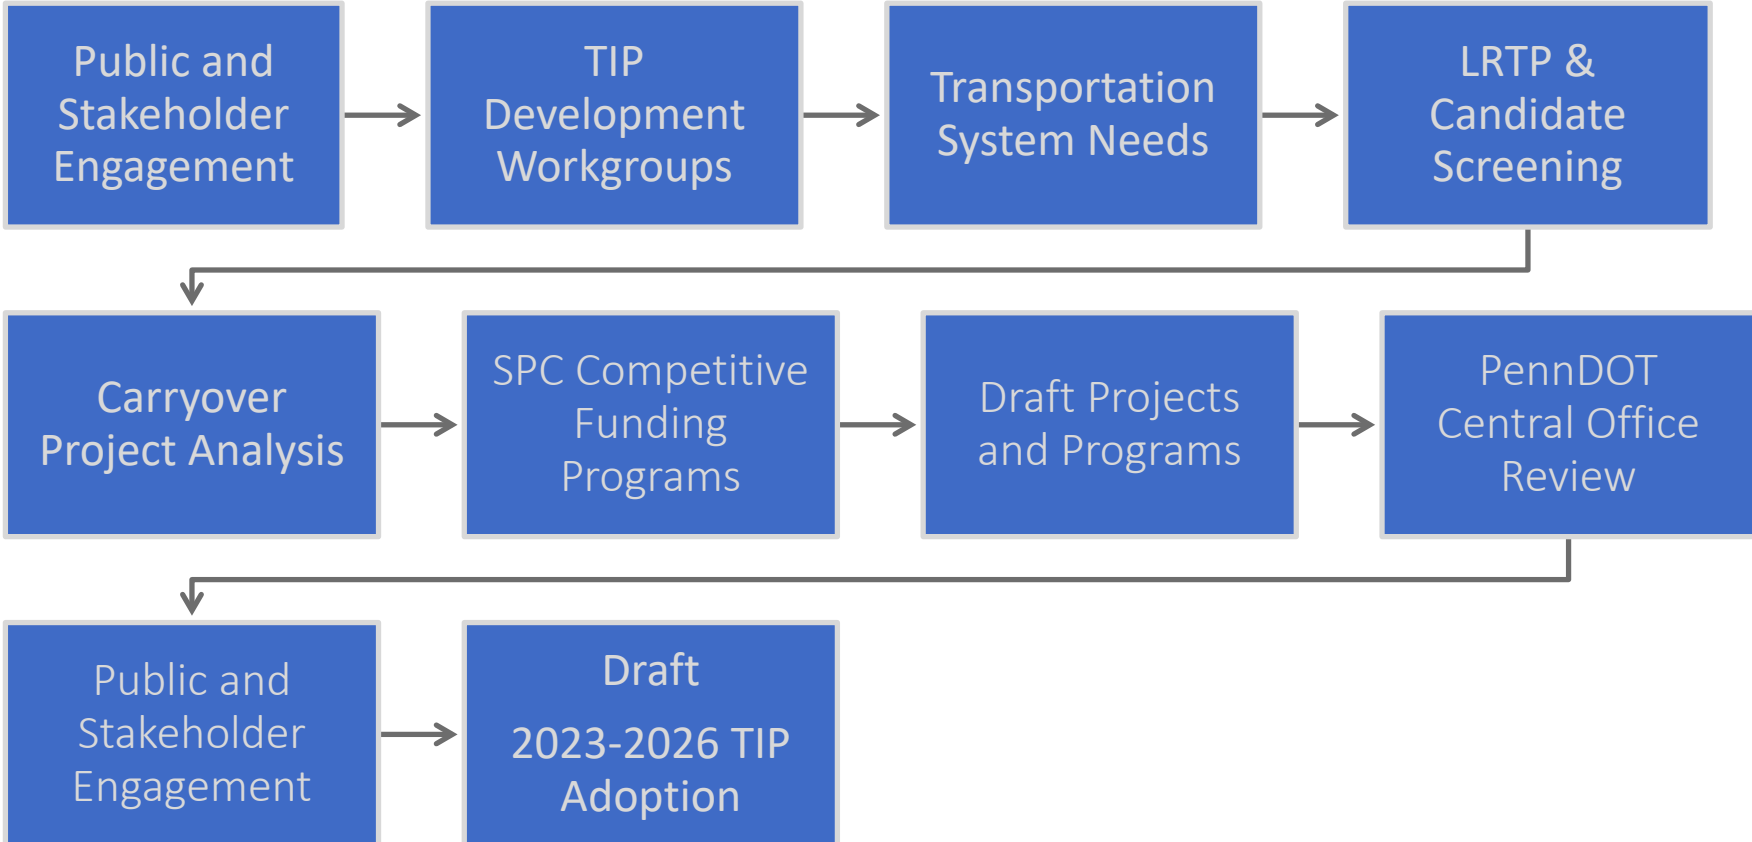 Public and
Stakeholder
Engagement
TIP
Development
Workgroups
Transportation
System Needs
LRTP &
Candidate
Screening
Carryover
Project Analysis
SPC Competitive
Funding
Programs
Draft Projects
and Programs
PennDOT
Central Office
Review
Public and
Stakeholder
Engagement
Draft
2023-2026 TIP
Adoption